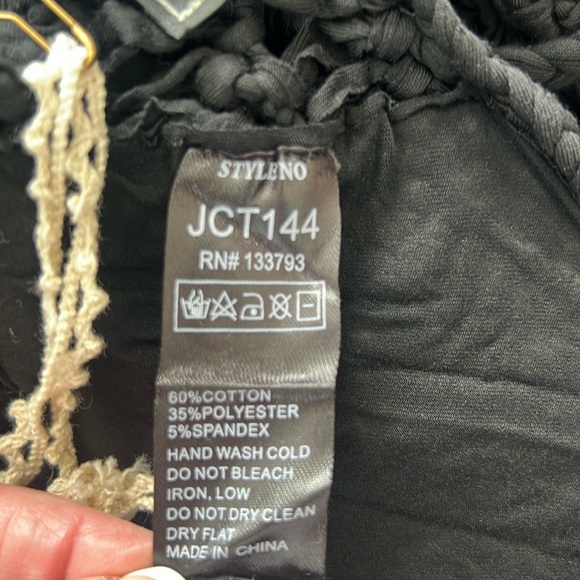 STYLENO
JCT144
RN# 133793
60%COTTON
35%POLYESTER
5%SPANDEX
HAND WASH COLD
DO NOT BLEACH
IRON, LOW
DO NOT DRY CLEAN
DRY FLAT
MADE IN CHINA